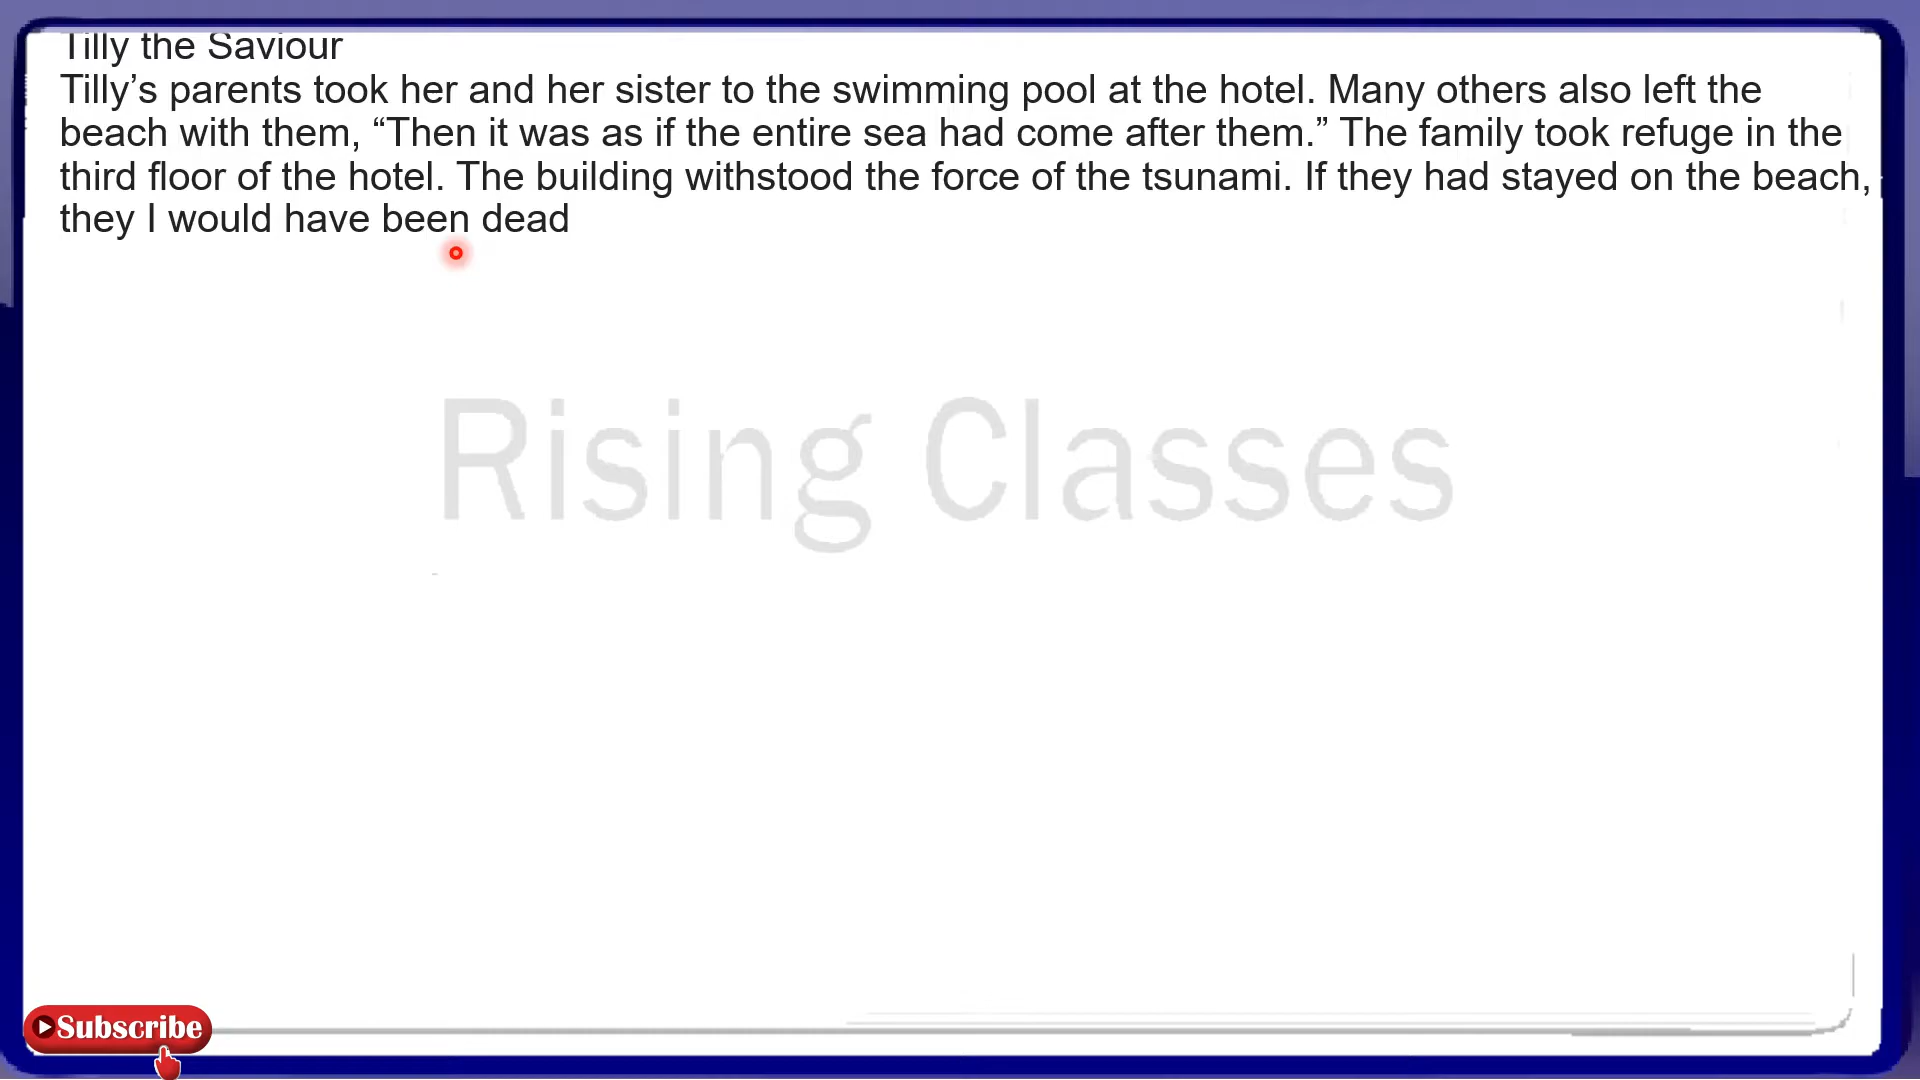 Tilly the Saviour
Tilly’s parents took her and her sister to the swimming pool at the hotel. Many others also left the
beach with them, “Then it was as if the entire sea had come after them.” The family took refuge in the
third floor of the hotel. The building withstood the force of the tsunami. If they had stayed on the beach,
they I would have been dead
Rising Classes
Subscribe